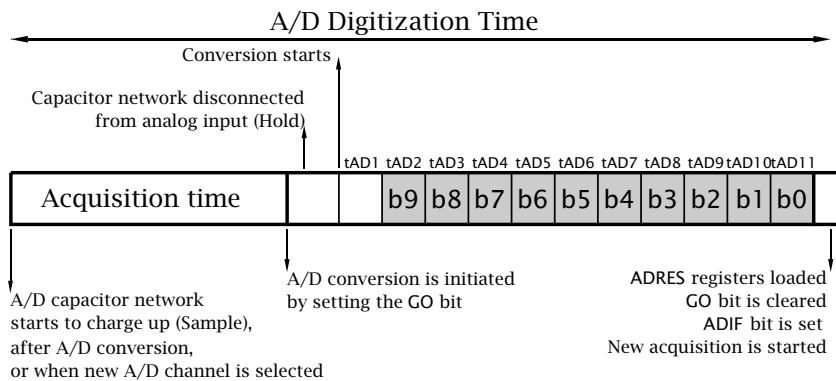 A/D Digitization Time
Conversion starts
Capacitor network disconnected
from analog input (Hold)
tAD1 tAD2 tAD3 tAD4 tAD5 tAD6 tAD7 tAD8 tAD9 tAD10 tAD11
Acquisition time b9 b8 b7 b6 b5 b4 b3 b2 b1 b0
A/D conversion is initiated
by setting the GO bit
A/D capacitor network
starts to charge up (Sample),
after A/D conversion,
or when new A/D channel is selected
ADRES registers loaded
GO bit is cleared
ADIF bit is set
New acquisition is started